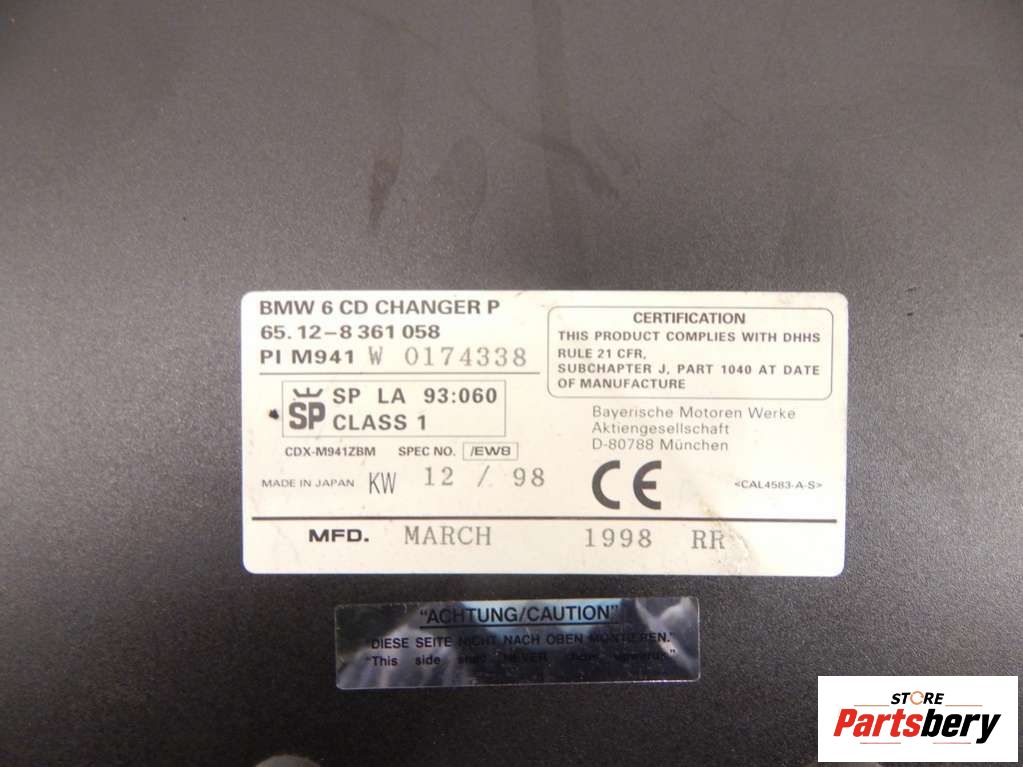 BMW 6 CD CHANGER P
65. 12-8 361 058
PI M941 W 0174338
CERTIFICATION
THIS PRODUCT COMPLIES WITH DHHS
RULE 21 CFR,
SUBCHAPTER J, PART 1040 AT DATE
OF MANUFACTURE
SP SP LA 93:060
CLASS 1
Bayerische Motoren Werke
Aktiengesellschaft
D-80788 München
CDX-M941ZBM SPEC NO. /EW8
MADE IN JAPAN KW 12 / 98
CE
<CAL4583-A-S>
MFD. MARCH 1998 RR
"ACHTUNG/CAUTION"
"DIESE SEITE NICHT NACH OBEN MONTIEREN."
"This side NEVER
STORE
Partsbery